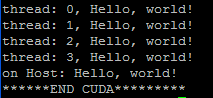 thread: 0, Hello, world!
thread: 1, Hello, world!
thread: 2, Hello, world!
thread: 3, Hello, world!
on Host: Hello, world!
******END CUDA*********